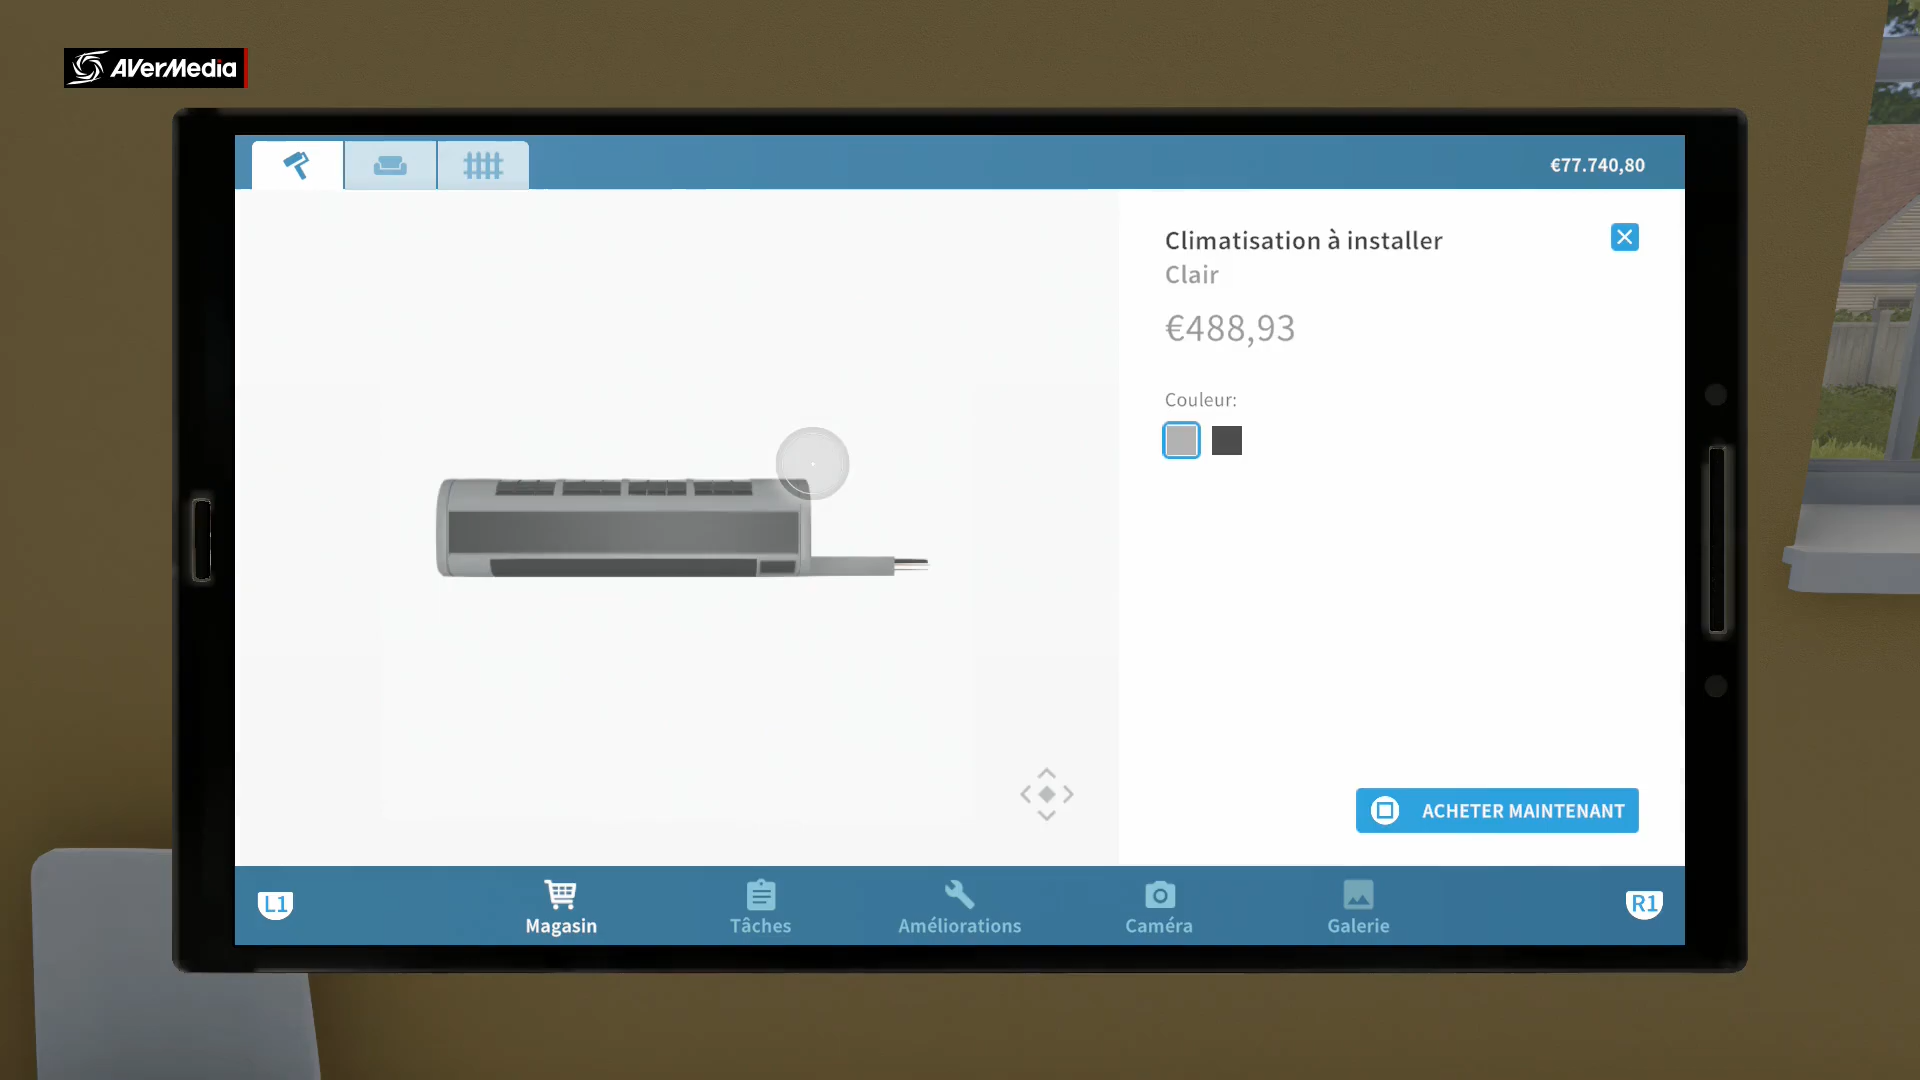 AVerMedia
€77.740,80
Climatisation à installer
Clair
€488,93
Couleur:
ACHETER MAINTENANT
L1
Magasin
Tâches
Améliorations
Caméra
Galerie
R1